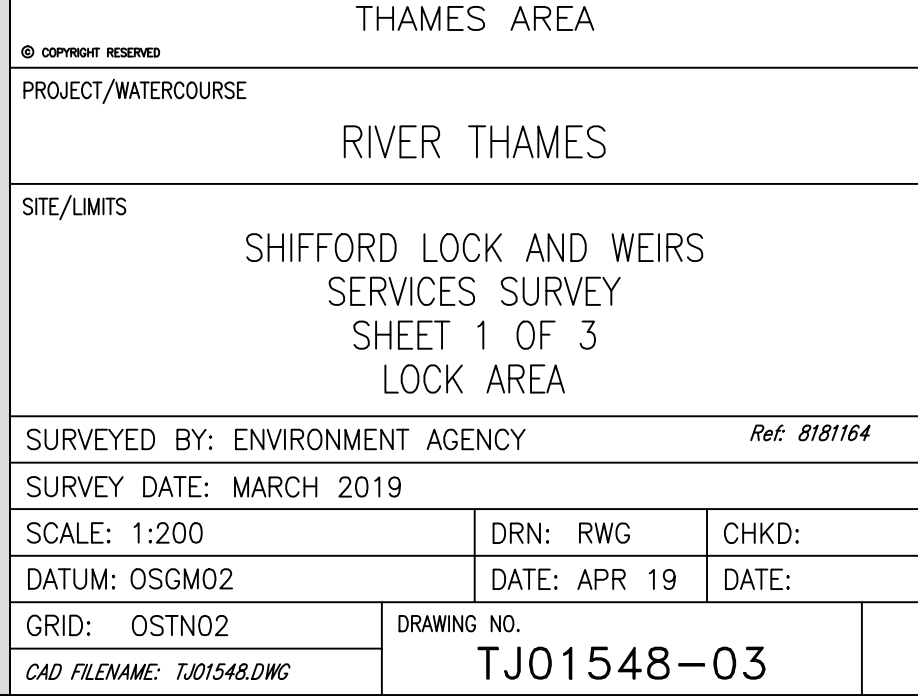 THAMES AREA
© COPYRIGHT RESERVED
PROJECT/WATERCOURSE
RIVER THAMES
SITE/LIMITS
SHIFFORD LOCK AND WEIRS
SERVICES SURVEY
SHEET 1 OF 3
LOCK AREA
SURVEYED BY: ENVIRONMENT AGENCY Ref: 8181164
SURVEY DATE: MARCH 2019
SCALE: 1:200 DRN: RWG CHKD:
DATUM: OSGM02 DATE: APR 19 DATE:
GRID: OSTN02 DRAWING NO.
CAD FILENAME: TJ01548.DWG TJ01548-03